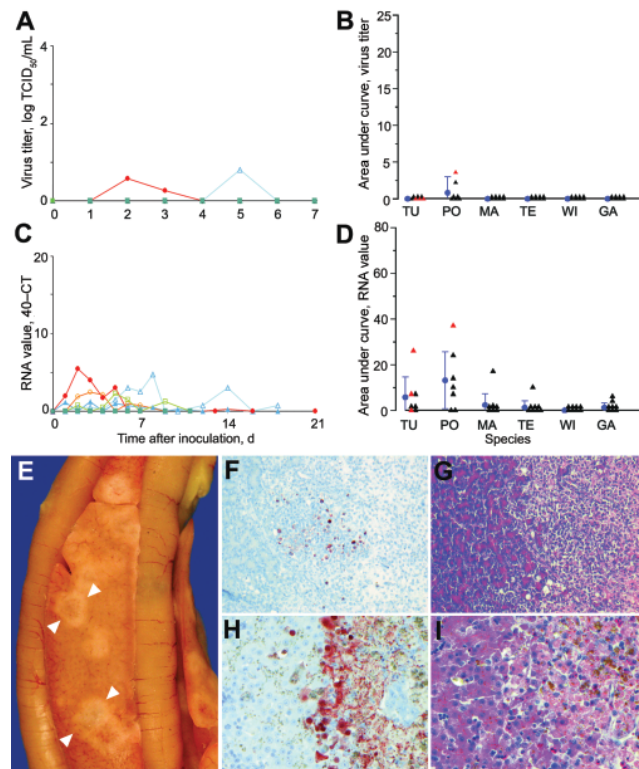 A
Virus titer, log TCID50/mL
4
2
0
0 1 2 3 4 5 6 7
B
Area under curve, virus titer
25
20
15
10
5
0
TU PO MA TE WI GA
C
RNA value, 40–CT
20
10
0
0 7 14 21
Time after inoculation, d
D
Area under curve, RNA value
80
60
40
20
0
TU PO MA TE WI GA
Species
E
F
G
H
I